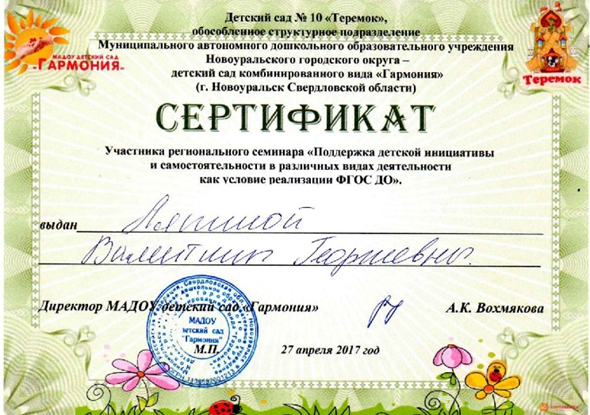 Детский сад № 10 «Теремок»,
обособленное структурное подразделение
Муниципального автономного дошкольного образовательного учреждения
Новоуральского городского округа –
детский сад комбинированного вида «Гармония»
(г. Новоуральск Свердловской области)
МАДОУ ДЕТСКИЙ САД
"ГАРМОНИЯ"
Теремок
СЕРТИФИКАТ
Участника регионального семинара «Поддержка детской инициативы
и самостоятельности в различных видах деятельности
как условие реализации ФГОС ДО».
выдан
Валентины Георгиевны
Директор МАДОУ детский сад «Гармония»
А.К. Вохмякова
МАДОУ
детский сад
"Гармония"
М.П.
27 апреля 2017 год